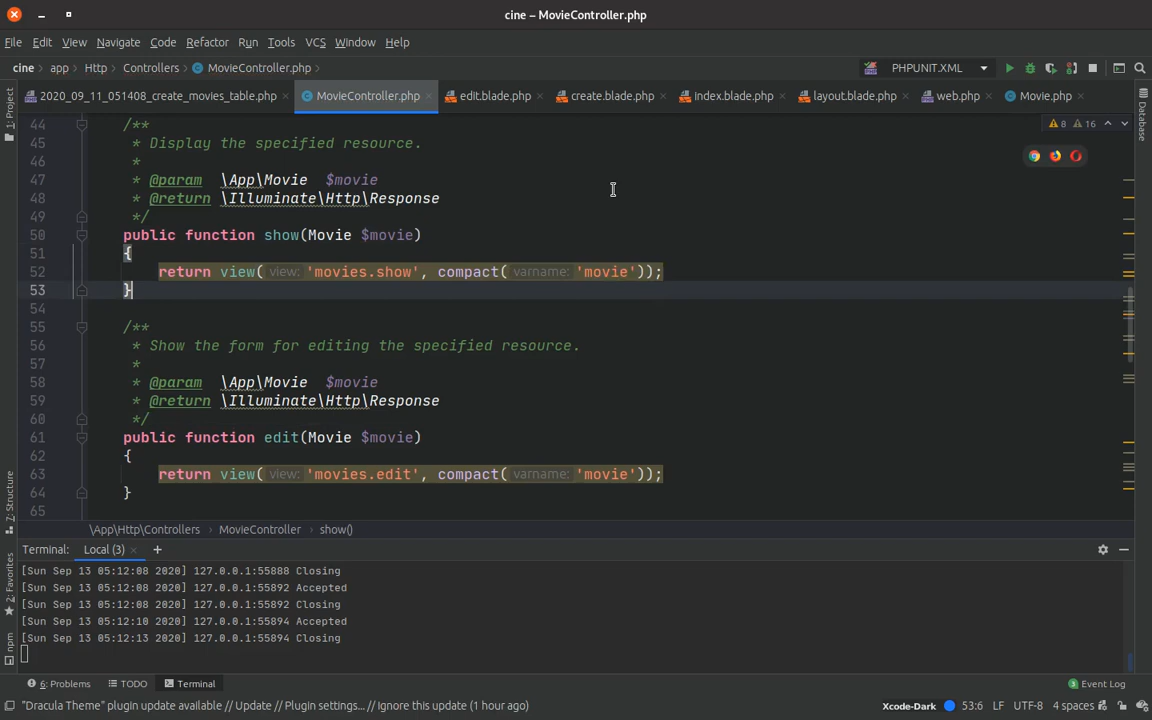 cine – MovieController.php
File Edit View Navigate Code Refactor Run Tools VCS Window Help
cine app Http Controllers MovieController.php PHPUNIT.XML
2020_09_11_051408_create_movies_table.php MovieController.php edit.blade.php create.blade.php index.blade.php layout.blade.php web.php Movie.php
8 16
44 /**
45 * Display the specified resource.
46 *
47 * @param \App\Movie $movie
48 * @return \Illuminate\Http\Response
49 */
50 public function show(Movie $movie)
51 {
52 return view( view: 'movies.show', compact( varname: 'movie'));
53 }
54
55 /**
56 * Show the form for editing the specified resource.
57 *
58 * @param \App\Movie $movie
59 * @return \Illuminate\Http\Response
60 */
61 public function edit(Movie $movie)
62 {
63 return view( view: 'movies.edit', compact( varname: 'movie'));
64 }
65
1: Project
7: Structure
2: Favorites
npm
Database
\App\Http\Controllers MovieController show()
Terminal: Local (3) +
[Sun Sep 13 05:12:08 2020] 127.0.0.1:55888 Closing
[Sun Sep 13 05:12:08 2020] 127.0.0.1:55892 Accepted
[Sun Sep 13 05:12:08 2020] 127.0.0.1:55892 Closing
[Sun Sep 13 05:12:10 2020] 127.0.0.1:55894 Accepted
[Sun Sep 13 05:12:13 2020] 127.0.0.1:55894 Closing
6: Problems TODO Terminal 3 Event Log
"Dracula Theme" plugin update available // Update // Plugin settings... // Ignore this update (1 hour ago) Xcode-Dark 53:6 LF UTF-8 4 spaces